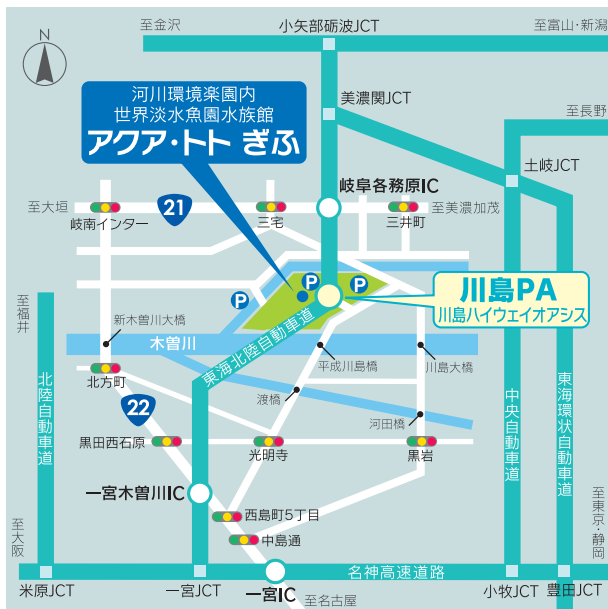 至金沢
小矢部砺波JCT
至富山・新潟
N
河川環境楽園内
世界淡水魚園水族館
アクア・トト ぎふ
美濃関JCT
至長野
土岐JCT
岐阜各務原IC
至大垣
21
岐南インター
三宅
三井町
至美濃加茂
P
P
P
川島PA
川島ハイウェイオアシス
至福井
新木曽川大橋
木曽川
東海北陸自動車道
平成川島橋
川島大橋
北方町
22
渡橋
河田橋
北陸自動車道
中央自動車道
東海環状自動車道
黒田西石原
光明寺
黒岩
一宮木曽川IC
西島町5丁目
中島通
至大阪
至東京・静岡
名神高速道路
米原JCT
一宮JCT
一宮IC
至名古屋
小牧JCT
豊田JCT